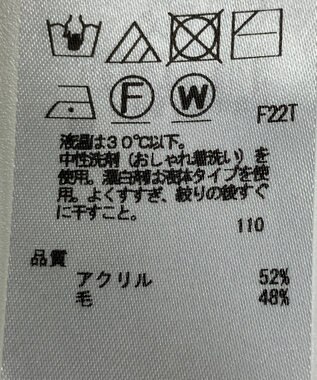 F
W
F22T
液温は30℃以下。
中性洗剤(おしゃれ着洗い)を
使用。漂白剤は液体タイプを使
用。よくすすぎ、絞りの後すぐ
に干すこと。
110
品質
アクリル 52%
毛 48%